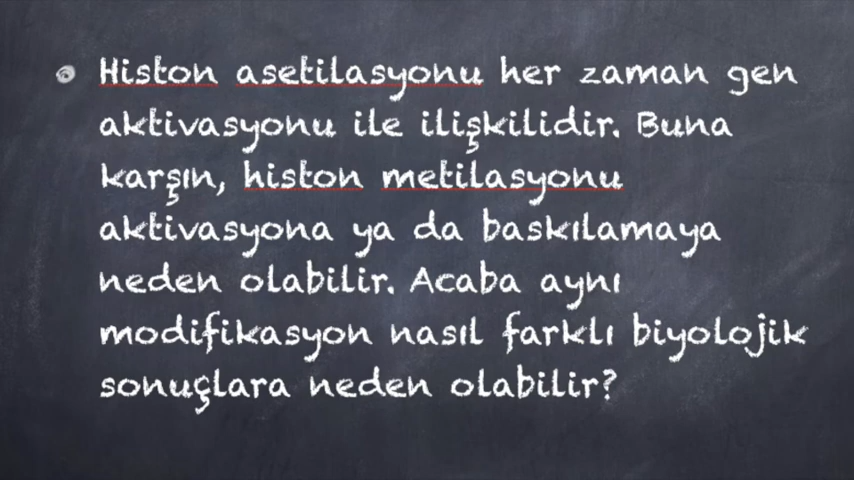 Histon asetilasyonu her zaman gen
aktivasyonu ile ilişkilidir. Buna
karşın, histon metilasyonu
aktivasyona ya da baskılamaya
neden olabilir. Acaba aynı
modifikasyon nasıl farklı biyolojik
sonuçlara neden olabilir?